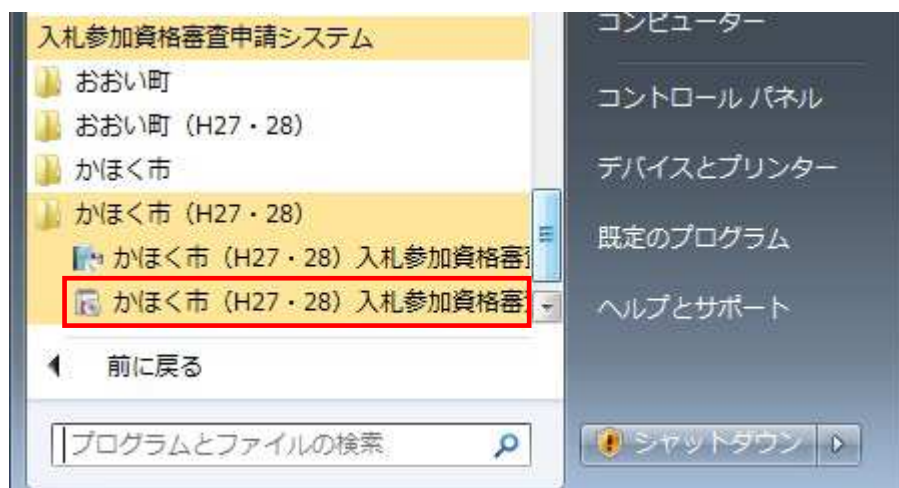 入札参加資格審査申請システム
おおい町
おおい町（H27・28）
かほく市
かほく市（H27・28）
かほく市（H27・28）入札参加資格審
かほく市（H27・28）入札参加資格審
前に戻る
プログラムとファイルの検索
コンピューター
コントロール パネル
デバイスとプリンター
既定のプログラム
ヘルプとサポート
シャットダウン